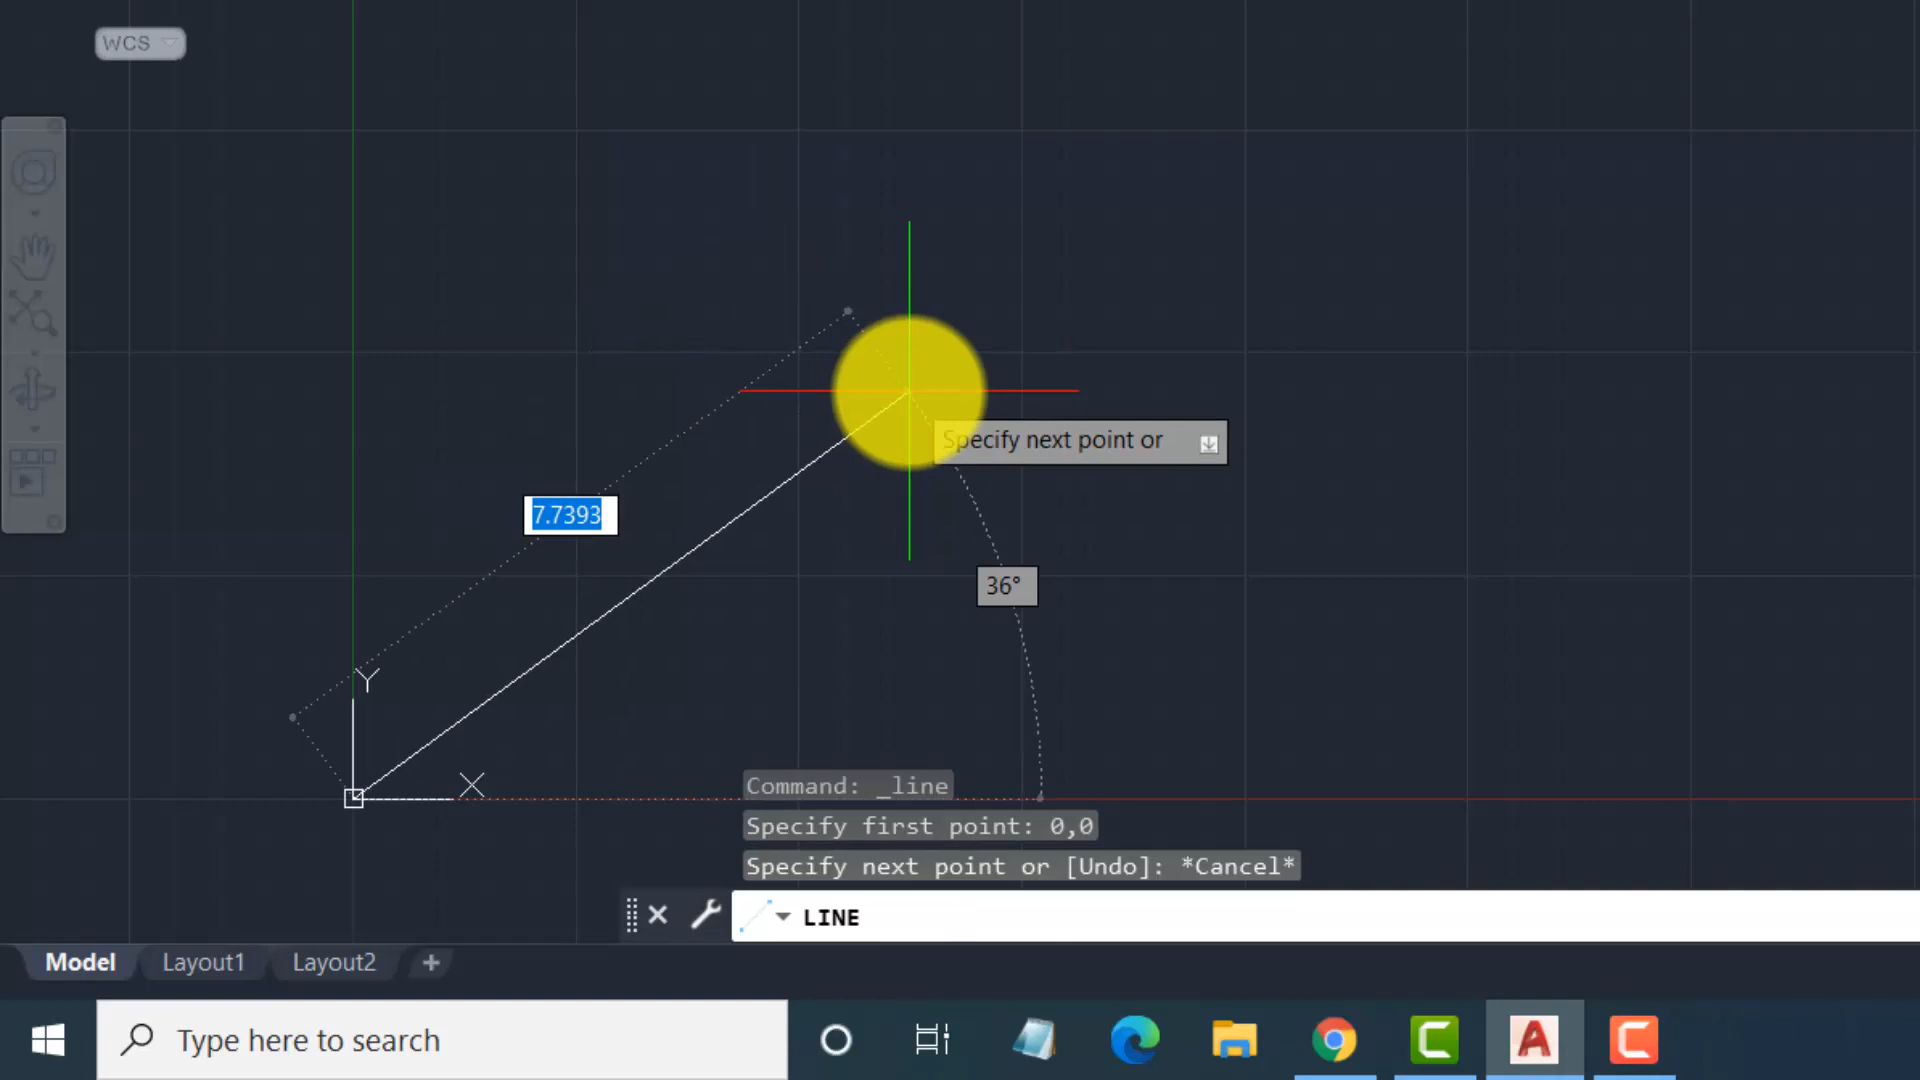 WCS
Specify next point or
7.7393
36°
Y
X
Command: _line
Specify first point: 0,0
Specify next point or [Undo]: *Cancel*
LINE
Model Layout1 Layout2 +
Type here to search